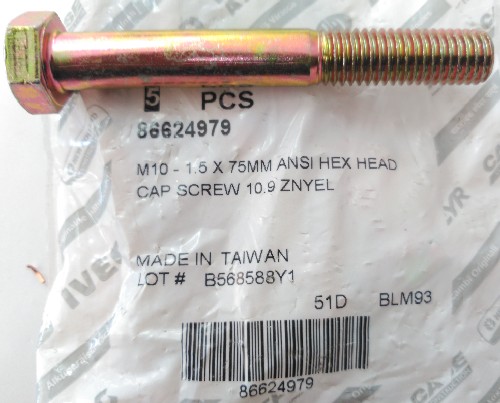 5 PCS
86624979
M10 - 1.5 X 75MM ANSI HEX HEAD
CAP SCREW 10.9 ZNYEL
MADE IN TAIWAN
LOT # B568588Y1
51D BLM93
86624979